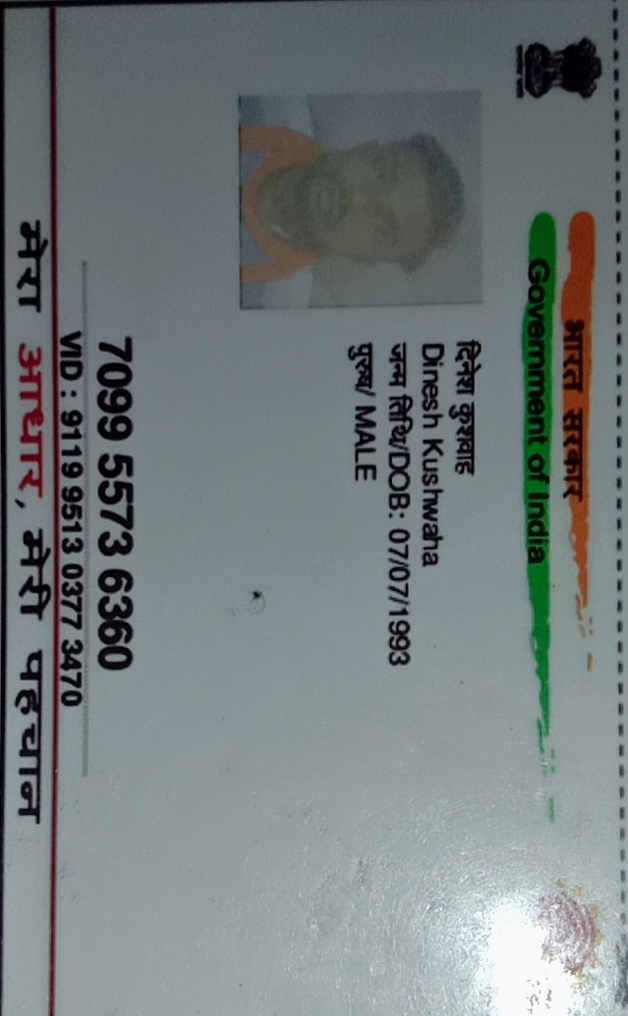 भारत सरकार
Government of India
दिनेश कुशवाह
Dinesh Kushwaha
जन्म तिथि/DOB: 07/07/1993
पुरुष/ MALE
7099 5573 6360
VID : 9119 9513 0377 3470
मेरा आधार, मेरी पहचान